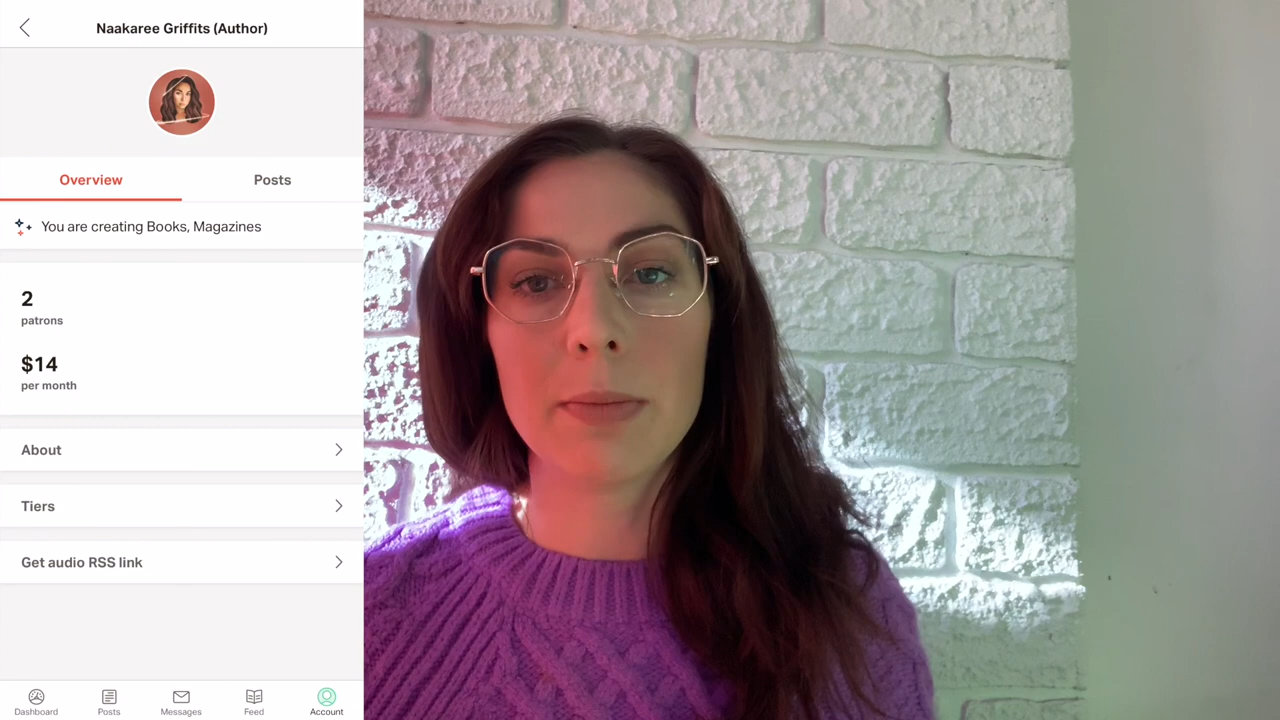 Naakaree Griffits (Author)
Overview
Posts
You are creating Books, Magazines
2
patrons
$14
per month
About
Tiers
Get audio RSS link
Dashboard
Posts
Messages
Feed
Account